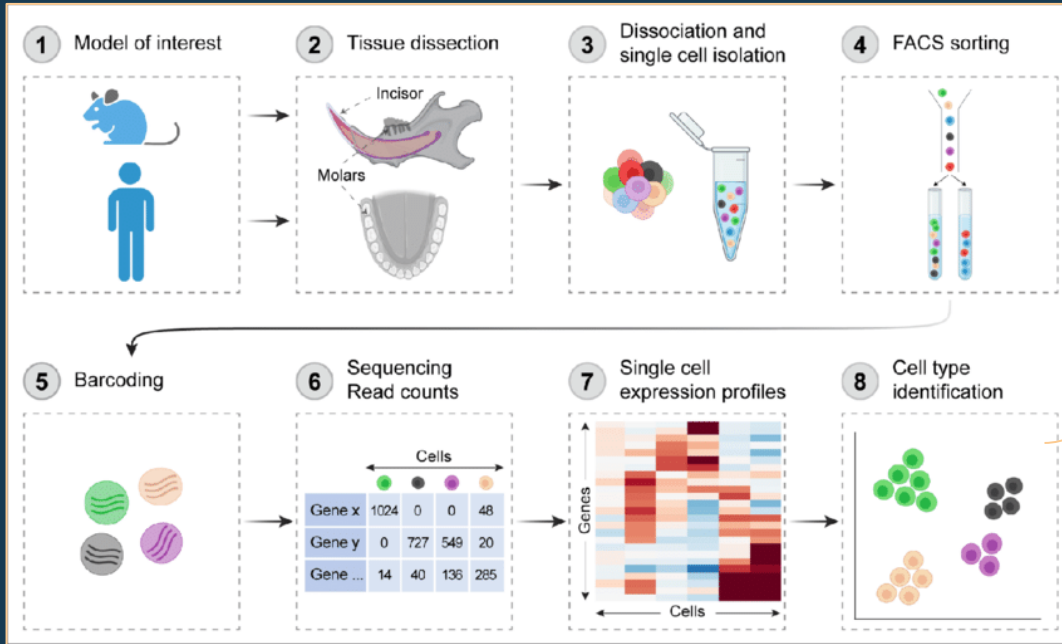 1 Model of interest
2 Tissue dissection
3 Dissociation and
single cell isolation
4 FACS sorting
Incisor
Molars
5 Barcoding
6 Sequencing
Read counts
7 Single cell
expression profiles
8 Cell type
identification
Cells
Gene x 1024 0 0 48
Gene y 0 727 549 20
Gene ... 14 40 136 285
Genes
Cells